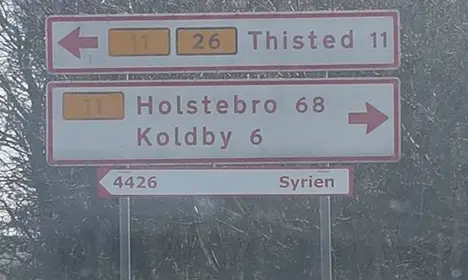 11 26 Thisted 11
11 Holstebro 68
Koldby 6
4426 Syrien